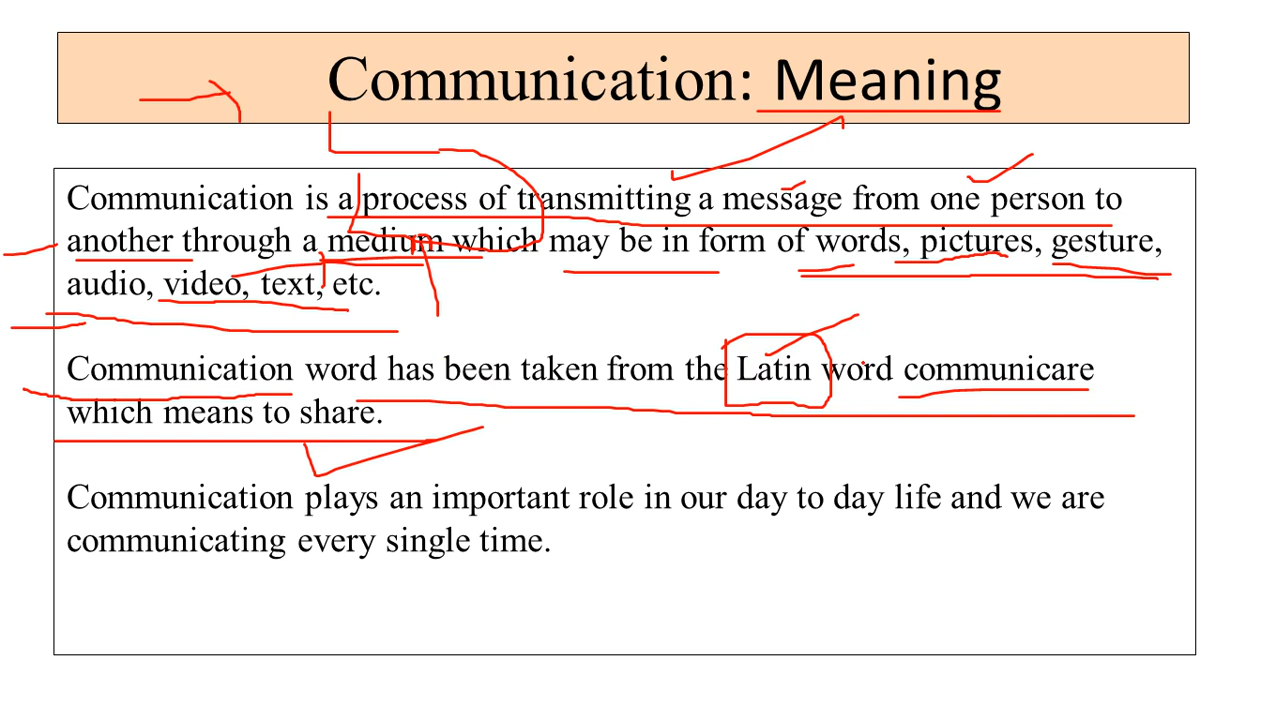 Communication: Meaning
Communication is a process of transmitting a message from one person to
another through a medium which may be in form of words, pictures, gesture,
audio, video, text, etc.
Communication word has been taken from the Latin word communicare
which means to share.
Communication plays an important role in our day to day life and we are
communicating every single time.